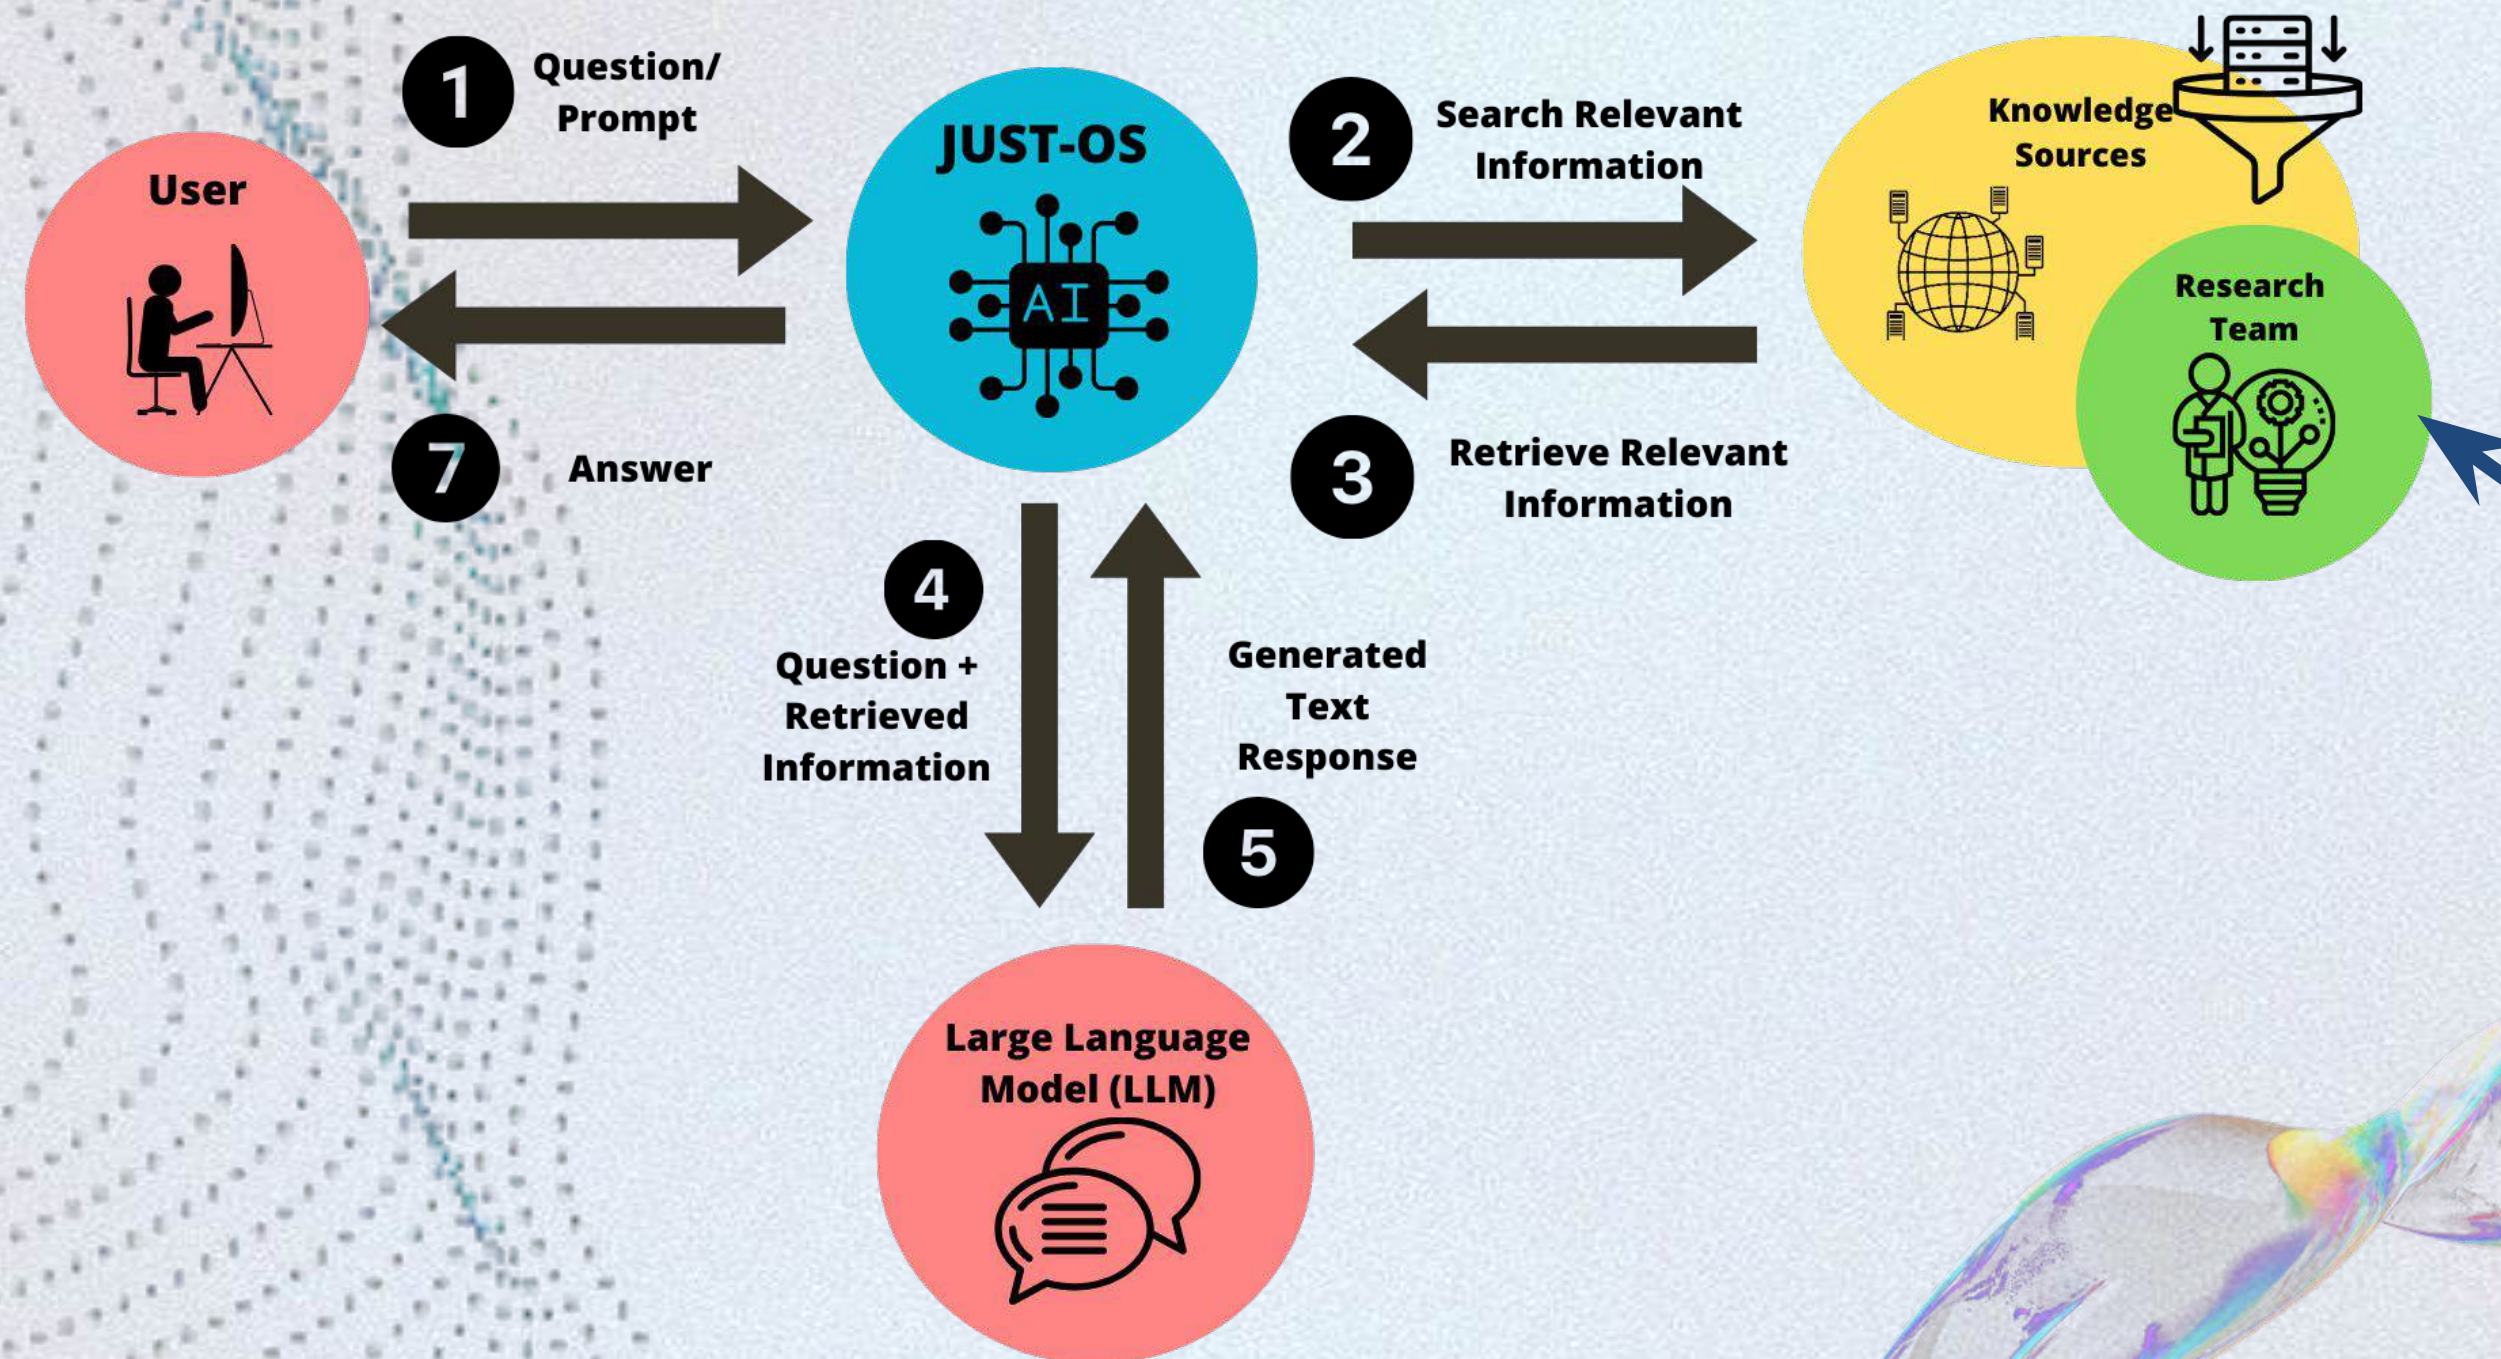 1
Question/
Prompt
User
JUST-OS
AI
2
Search Relevant
Information
Knowledge
Sources
Research
Team
7
Answer
3
Retrieve Relevant
Information
4
Question +
Retrieved
Information
Generated
Text
Response
5
Large Language
Model (LLM)